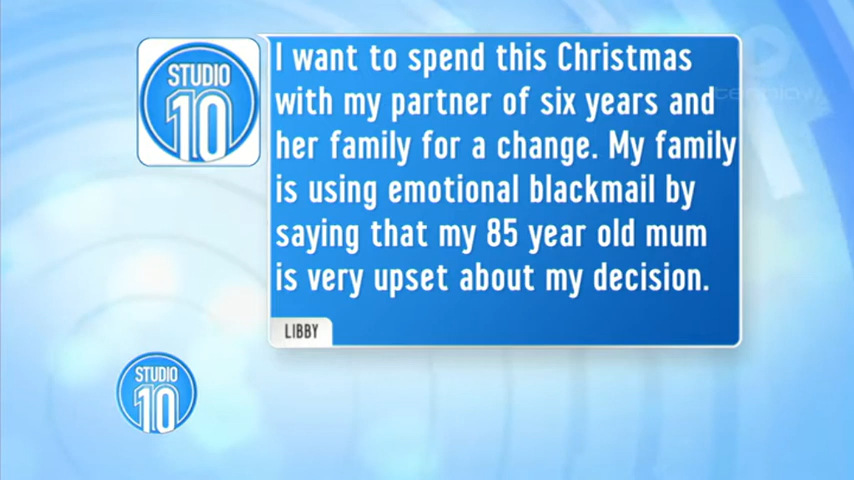 STUDIO
10
I want to spend this Christmas
with my partner of six years and
her family for a change. My family
is using emotional blackmail by
saying that my 85 year old mum
is very upset about my decision.
LIBBY
STUDIO
10
tenplay